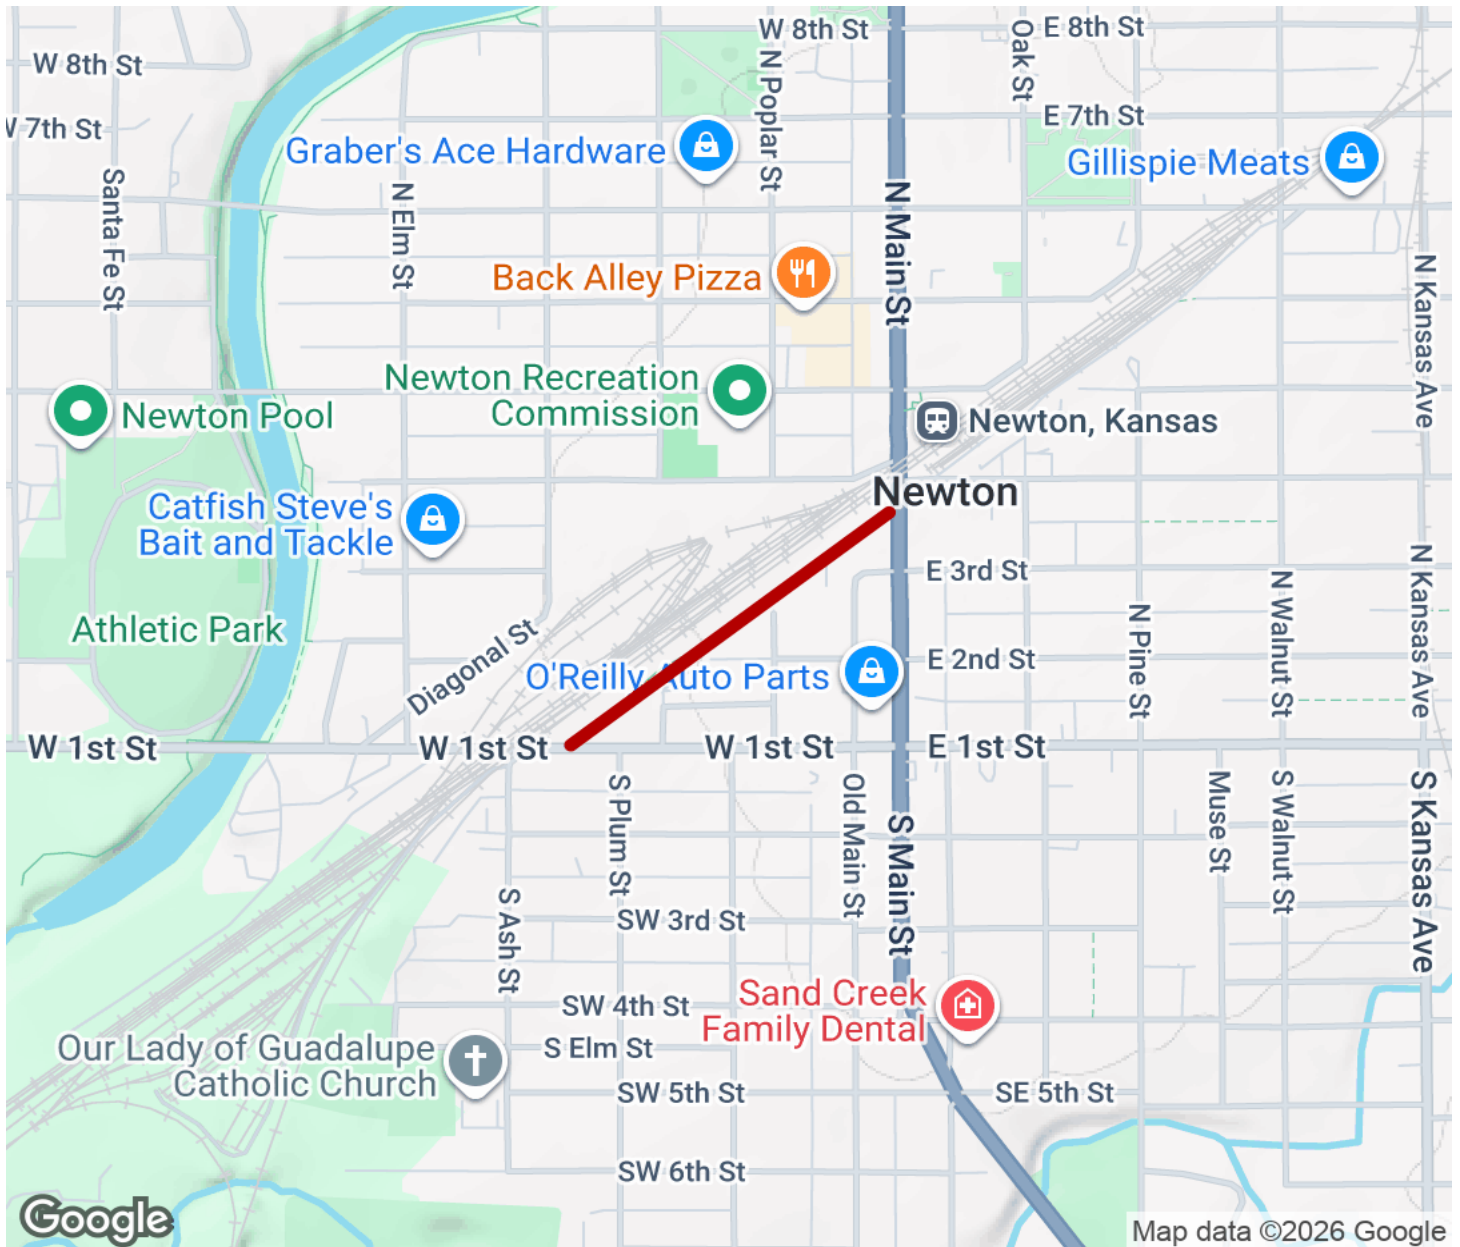 W 8th St
E 8th St
W 8th St
N Poplar St
Oak St
W 7th St
E 7th St
Graber's Ace Hardware
Gillispie Meats
Santa Fe St
N Elm St
N Main St
Back Alley Pizza
N Kansas Ave
Newton Recreation
Commission
Newton Pool
Newton, Kansas
Newton
Catfish Steve's
Bait and Tackle
E 3rd St
N Walnut St
N Kansas Ave
Athletic Park
Diagonal St
N Pine St
E 2nd St
O'Reilly Auto Parts
W 1st St
W 1st St
W 1st St
E 1st St
S Plum St
Old Main St
S Main St
Muse St
S Walnut St
S Kansas Ave
S Ash St
SW 3rd St
Sand Creek
Family Dental
SW 4th St
Our Lady of Guadalupe
Catholic Church
S Elm St
SW 5th St
SE 5th St
SW 6th St
Google
Map data ©2026 Google